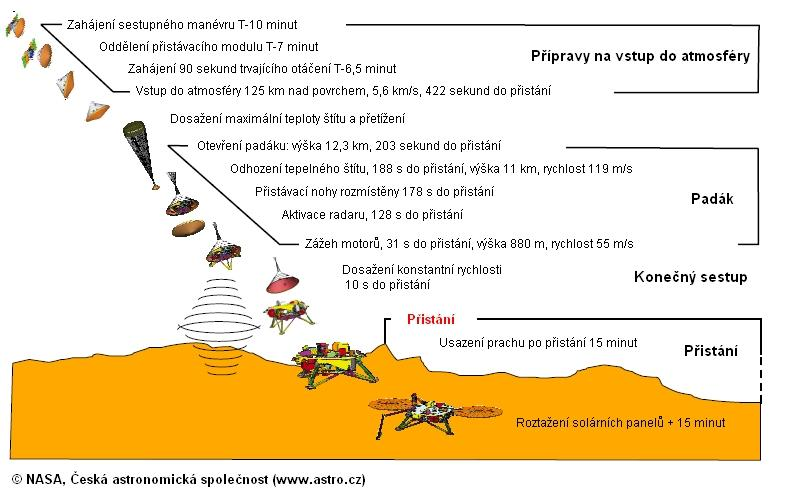 Zahájení sestupného manévru T-10 minut
Oddělení přistávacího modulu T-7 minut
Zahájení 90 sekund trvajícího otáčení T-6,5 minut
Přípravy na vstup do atmosféry
Vstup do atmosféry 125 km nad povrchem, 5,6 km/s, 422 sekund do přistání
Dosažení maximální teploty štítu a přetížení
Otevření padáku: výška 12,3 km, 203 sekund do přistání
Odhození tepelného štítu, 188 s do přistání, výška 11 km, rychlost 119 m/s
Přistávací nohy rozmístěny 178 s do přistání
Padák
Aktivace radaru, 128 s do přistání
Zážeh motorů, 31 s do přistání, výška 880 m, rychlost 55 m/s
Dosažení konstantní rychlosti
10 s do přistání
Konečný sestup
Přistání
Usazení prachu po přistání 15 minut
Přistání
Roztažení solárních panelů + 15 minut
© NASA, Česká astronomická společnost (www.astro.cz)